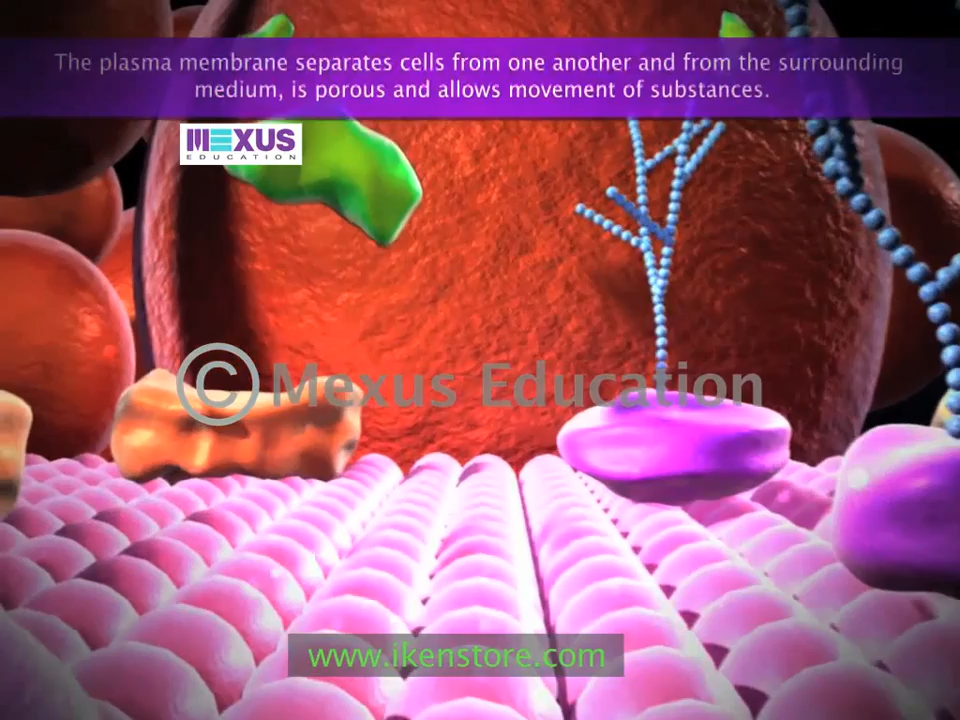 The plasma membrane separates cells from one another and from the surrounding
medium, is porous and allows movement of substances.
MEXUS
EDUCATION
© Mexus Education
www.ikenstore.com